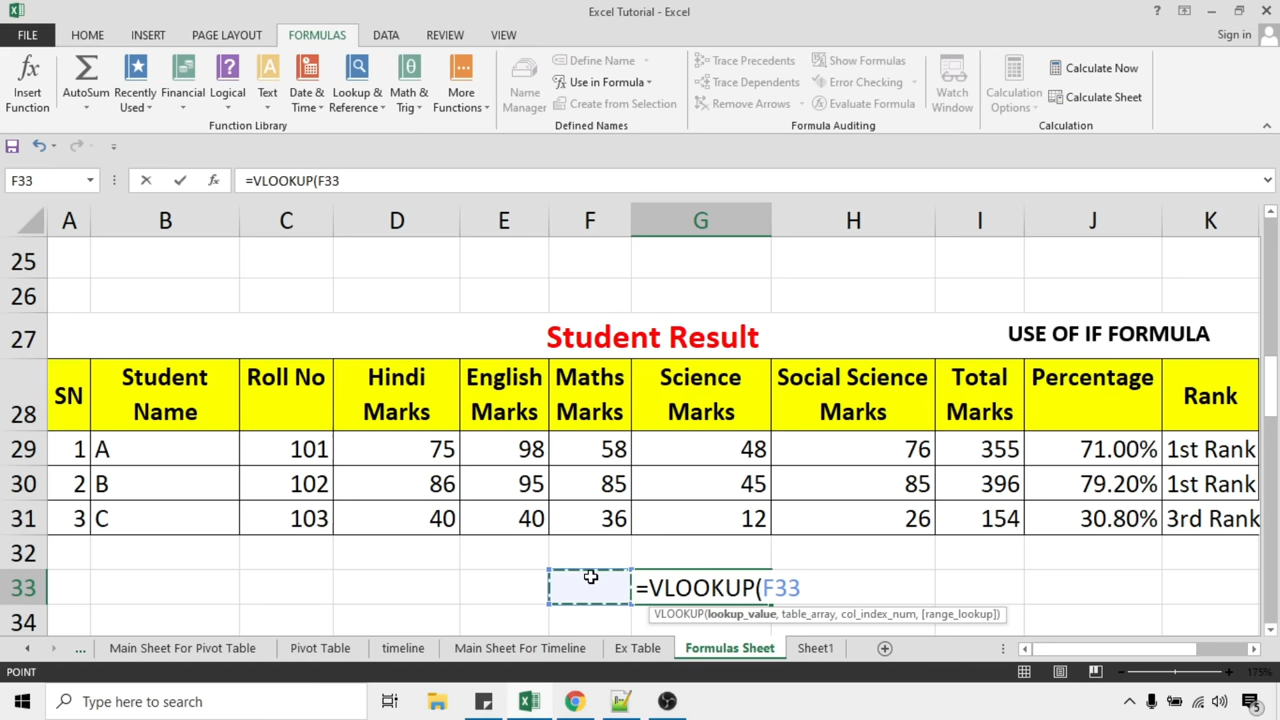 Excel Tutorial - Excel
?
FILE HOME INSERT PAGE LAYOUT FORMULAS DATA REVIEW VIEW Sign in
fx Σ ? A θ
Insert Function
AutoSum
Recently Used
Financial
Logical
Text
Date & Time
Lookup & Reference
Math & Trig
More Functions
Function Library
Name Manager
Define Name
Use in Formula
Create from Selection
Defined Names
Trace Precedents
Trace Dependents
Remove Arrows
Show Formulas
Error Checking
Evaluate Formula
Formula Auditing
Watch Window
Calculation Options
Calculate Now
Calculate Sheet
Calculation
F33 fx =VLOOKUP(F33
A B C D E F G H I J K
25
26
27 Student Result USE OF IF FORMULA
28 SN Student Name Roll No Hindi Marks English Marks Maths Marks Science Marks Social Science Marks Total Marks Percentage Rank
29 1 A 101 75 98 58 48 76 355 71.00% 1st Rank
30 2 B 102 86 95 85 45 85 396 79.20% 1st Rank
31 3 C 103 40 40 36 12 26 154 30.80% 3rd Rank
32
33 =VLOOKUP(F33
VLOOKUP(lookup_value, table_array, col_index_num, [range_lookup])
34
... Main Sheet For Pivot Table Pivot Table timeline Main Sheet For Timeline Ex Table Formulas Sheet Sheet1
POINT 175%
Type here to search 5